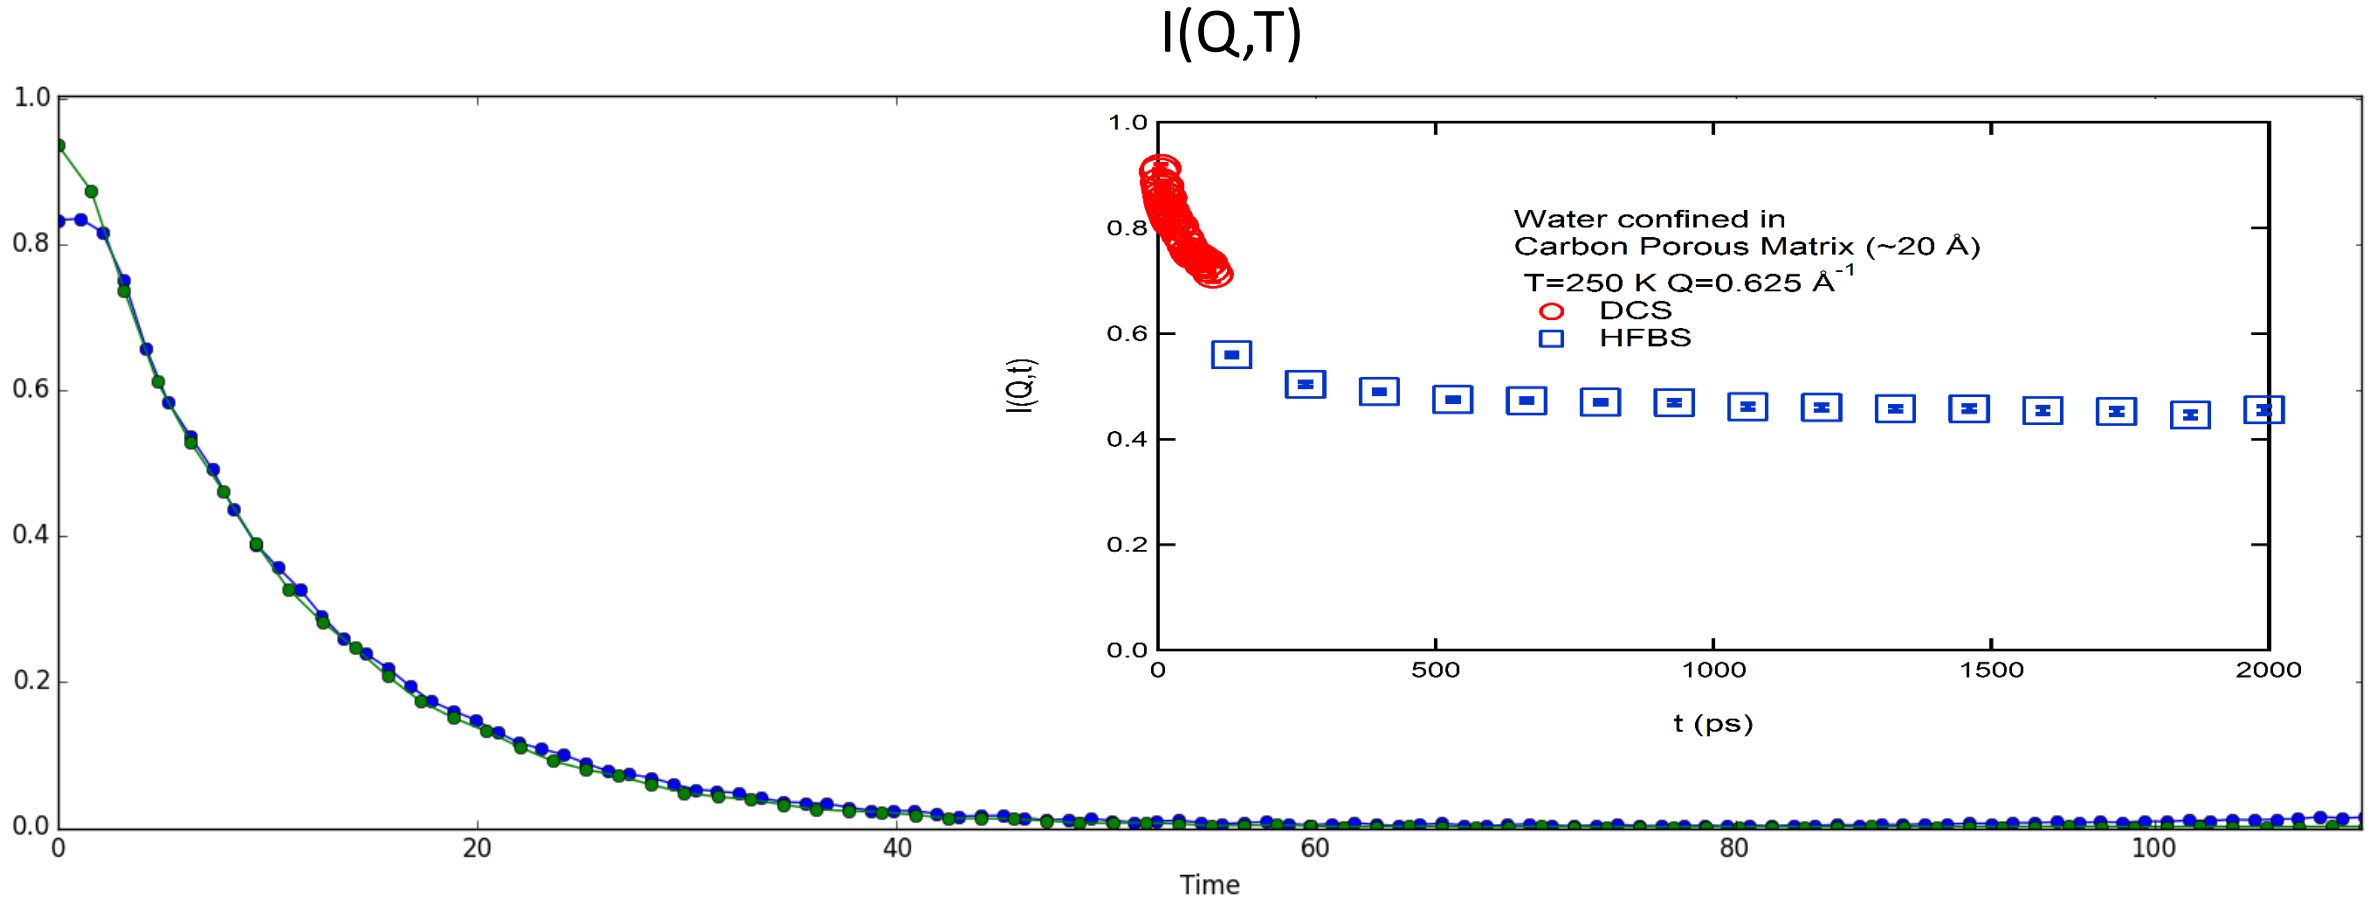 I(Q,T)
1.0
0.8
0.6
0.4
0.2
0.0
0 20 40 60 80 100
Time
1.0
0.8
0.6
0.4
0.2
0.0
I(Q,t)
Water confined in
Carbon Porous Matrix (~20 Å)
T=250 K Q=0.625 Å⁻¹
DCS
HFBS
0 500 1000 1500 2000
t (ps)